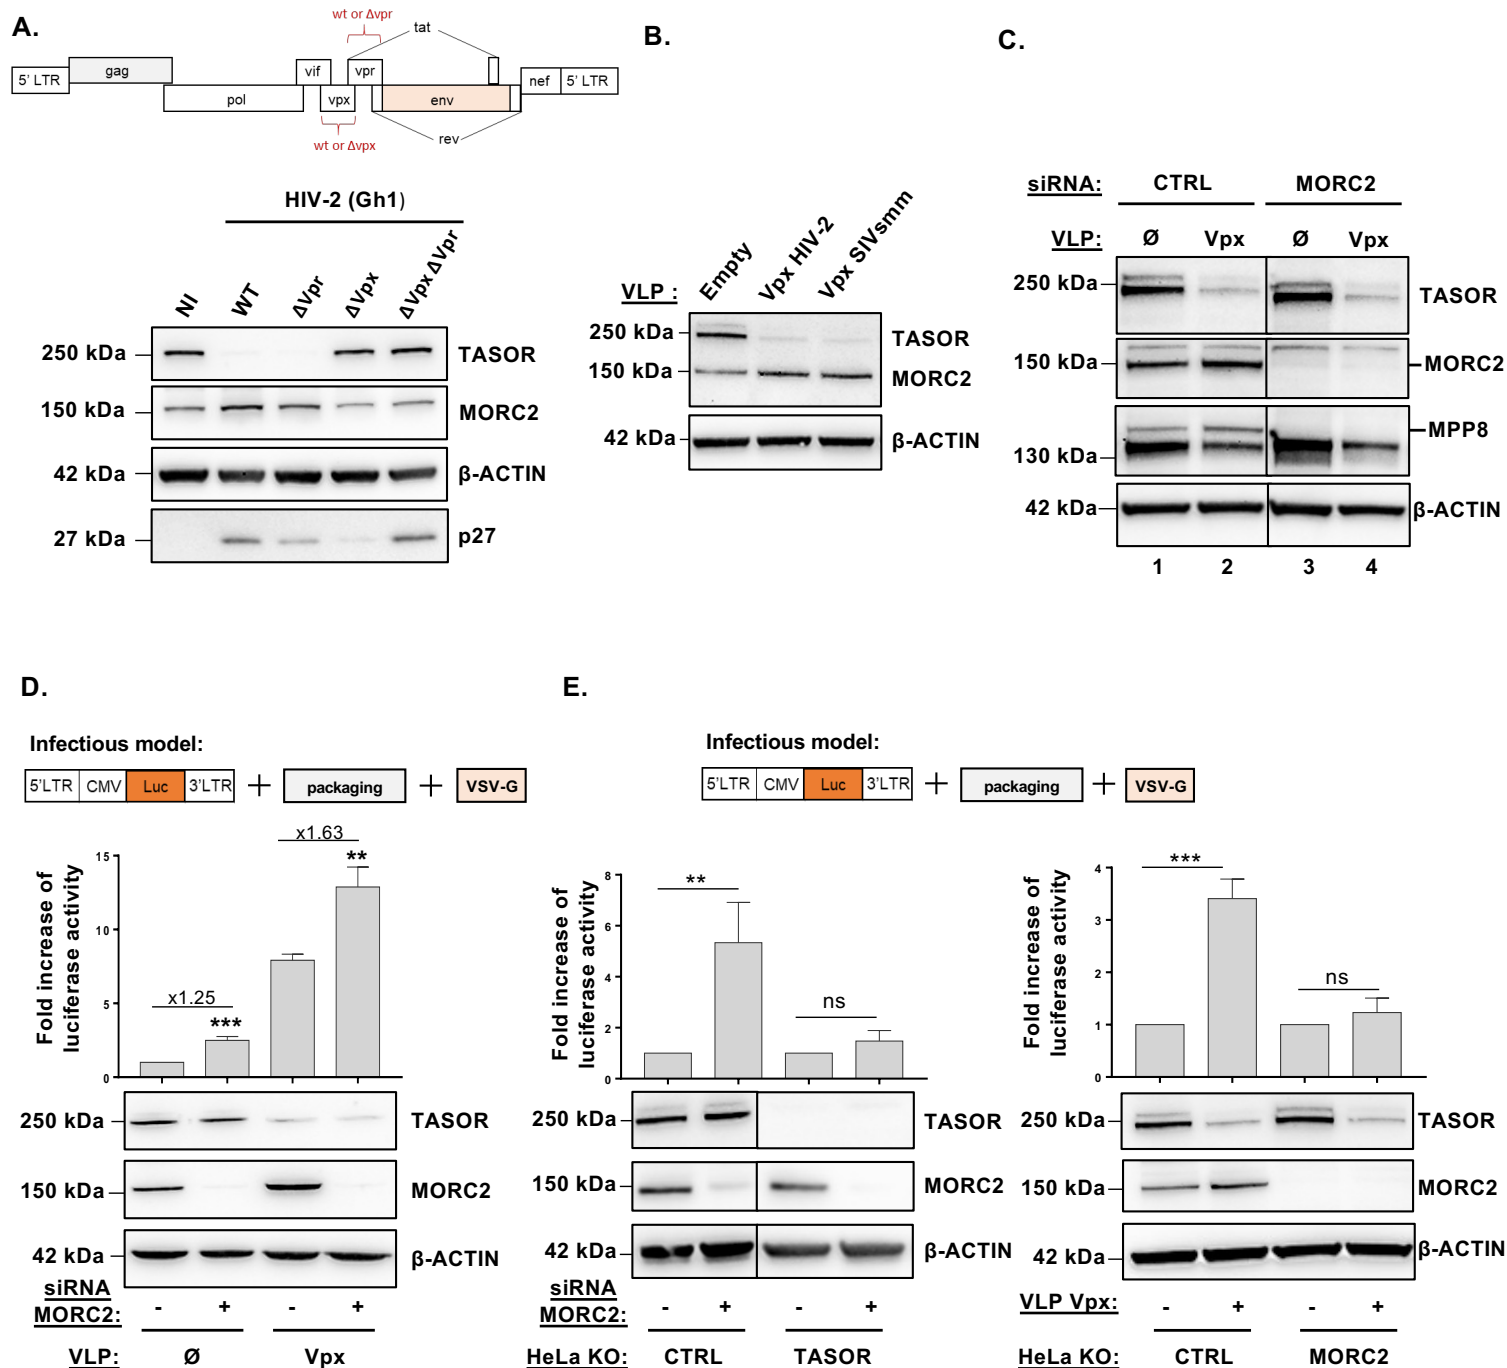 A.
wt or Δvpr
tat
5' LTR
gag
vif
vpr
nef
5' LTR
pol
vpx
env
rev
wt or Δvpx
HIV-2 (Gh1)
NI
WT
ΔVpr
ΔVpx
ΔVpx ΔVpr
250 kDa
TASOR
150 kDa
MORC2
42 kDa
β-ACTIN
27 kDa
p27
B.
VLP :
Empty
Vpx HIV-2
Vpx SIVsmm
250 kDa
TASOR
150 kDa
MORC2
42 kDa
β-ACTIN
C.
siRNA:
CTRL
MORC2
VLP:
Ø
Vpx
Ø
Vpx
250 kDa
TASOR
150 kDa
MORC2
MPP8
130 kDa
42 kDa
β-ACTIN
1
2
3
4
D.
Infectious model:
5'LTR
CMV
Luc
3'LTR
+
packaging
+
VSV-G
Fold increase of
luciferase activity
15
10
5
0
x1.25
***
x1.63
**
250 kDa
TASOR
150 kDa
MORC2
42 kDa
β-ACTIN
siRNA
MORC2:
-
+
-
+
VLP:
Ø
Vpx
E.
Infectious model:
5'LTR
CMV
Luc
3'LTR
+
packaging
+
VSV-G
Fold increase of
luciferase activity
8
6
4
2
0
**
ns
250 kDa
TASOR
150 kDa
MORC2
42 kDa
β-ACTIN
siRNA
MORC2:
-
+
-
+
HeLa KO:
CTRL
TASOR
Fold increase of
luciferase activity
4
3
2
1
0
***
ns
250 kDa
TASOR
150 kDa
MORC2
42 kDa
β-ACTIN
VLP Vpx:
-
+
-
+
HeLa KO:
CTRL
MORC2